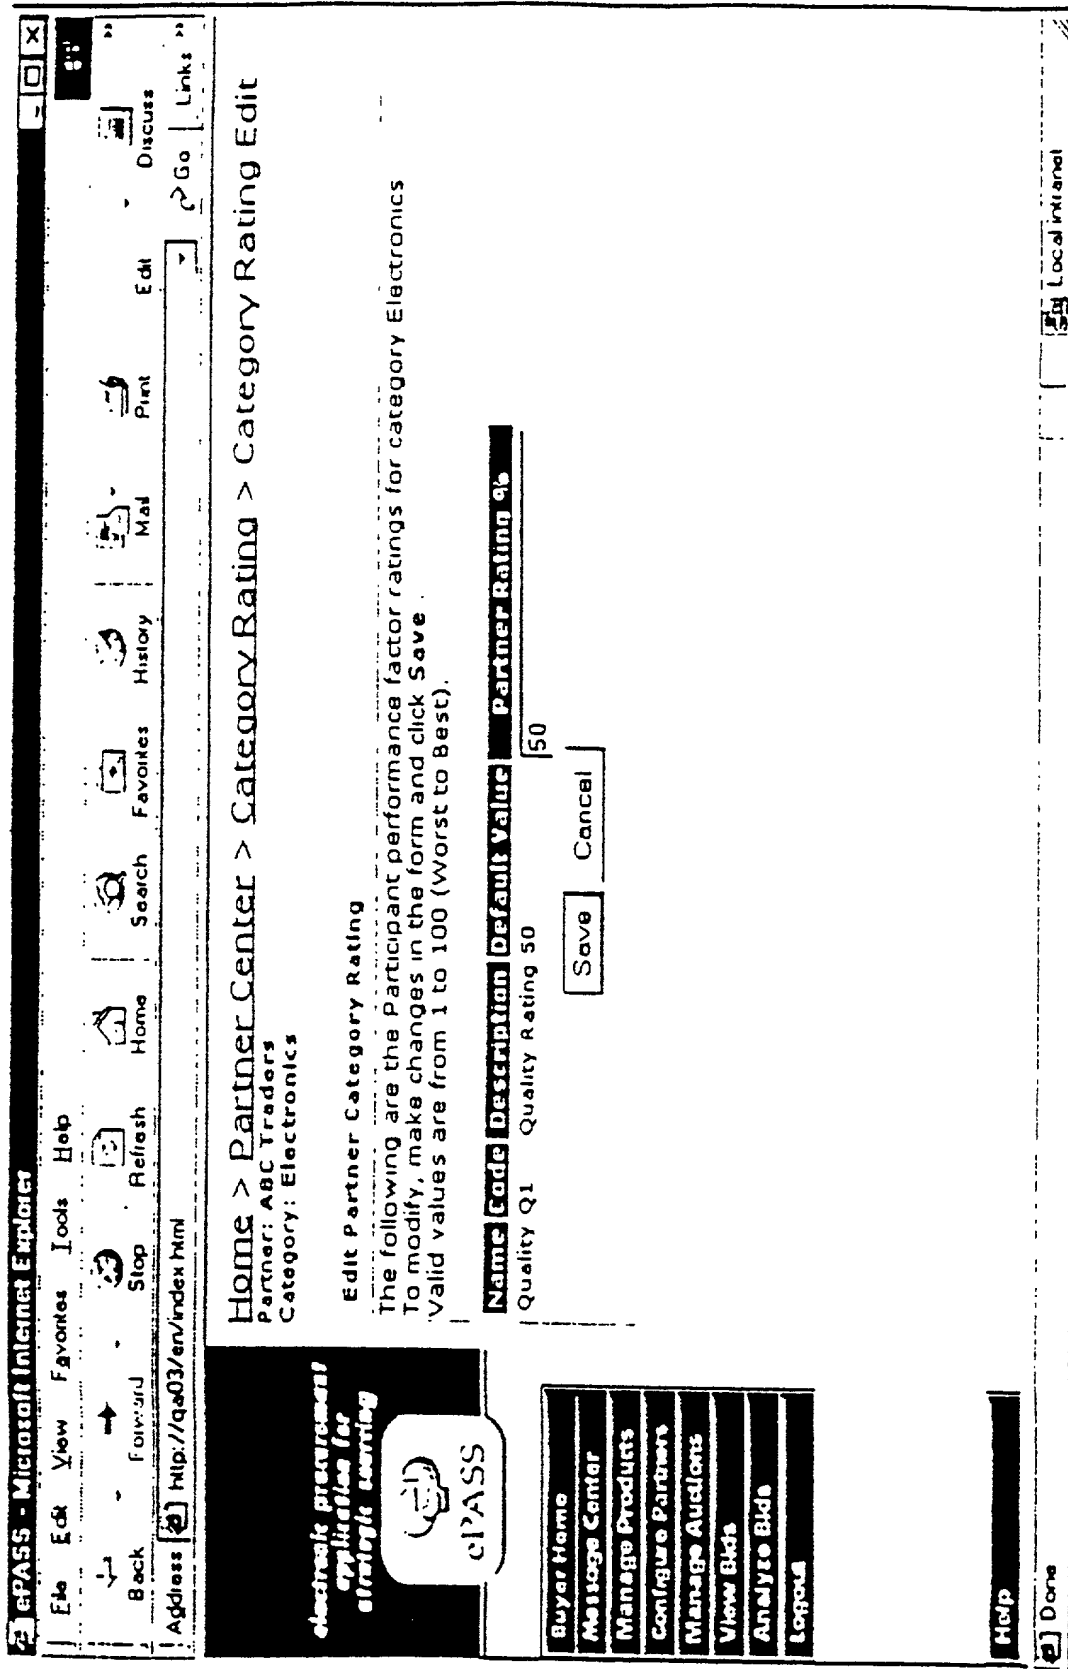 ePASS - Microsoft Internet Explorer
File Edit View Favorites Tools Help
Back Forward Stop Refresh Home Search Favorites History Mail Print Edit Discuss
Address http://qa03/en/index html Go Links
electronic procurement
application for
strategic sourcing
ePASS
Buyer Home
Message Center
Manage Products
Configure Partners
Manage Auctions
View Bids
Analyze Bids
Logout
Help
Home > Partner Center > Category Rating > Category Rating Edit
Partner: ABC Traders
Category: Electronics
Edit Partner Category Rating
The following are the Participant performance factor ratings for category Electronics
To modify, make changes in the form and click Save.
Valid values are from 1 to 100 (Worst to Best).
Name Code Description Default Value Partner Rating %
Quality Q1 Quality Rating 50 50
Save Cancel
Done Local intranet